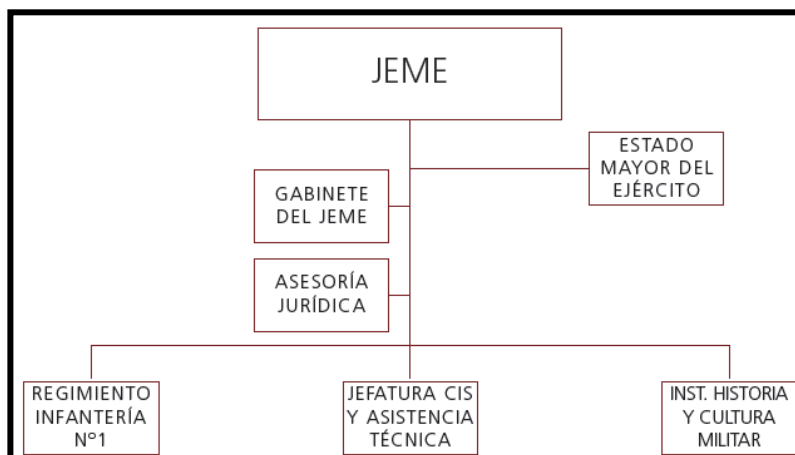 JEME
ESTADO
MAYOR DEL
EJÉRCITO
GABINETE
DEL JEME
ASESORÍA
JURÍDICA
REGIMIENTO
INFANTERÍA
Nº1
JEFATURA CIS
Y ASISTENCIA
TÉCNICA
INST. HISTORIA
Y CULTURA
MILITAR